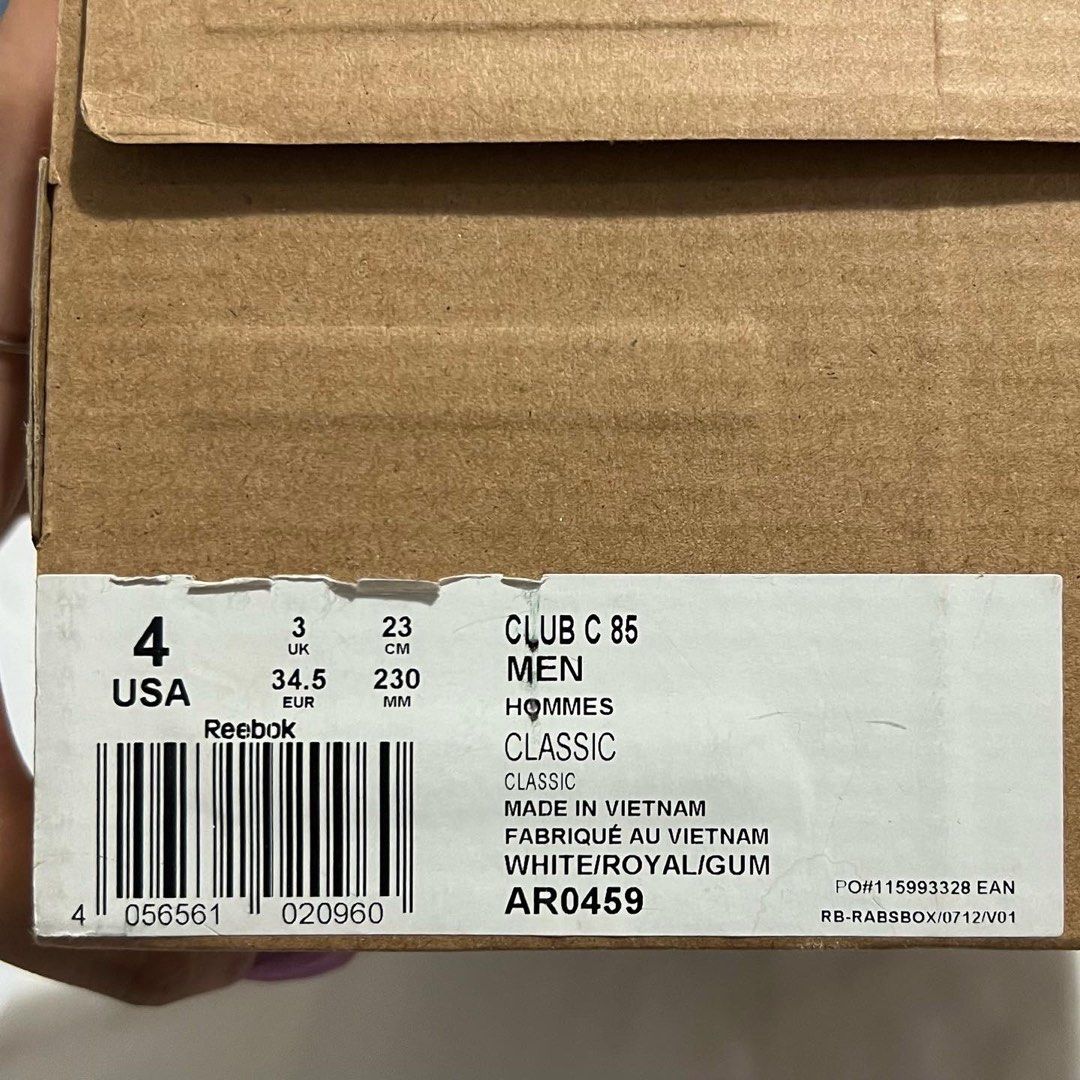 4
USA
3
UK
23
CM
34.5
EUR
230
MM
Reebok
4 056561 020960
CLUB C 85
MEN
HOMMES
CLASSIC
CLASSIC
MADE IN VIETNAM
FABRIQUÉ AU VIETNAM
WHITE/ROYAL/GUM
AR0459
PO#115993328 EAN
RB-RABSBOX/0712/V01